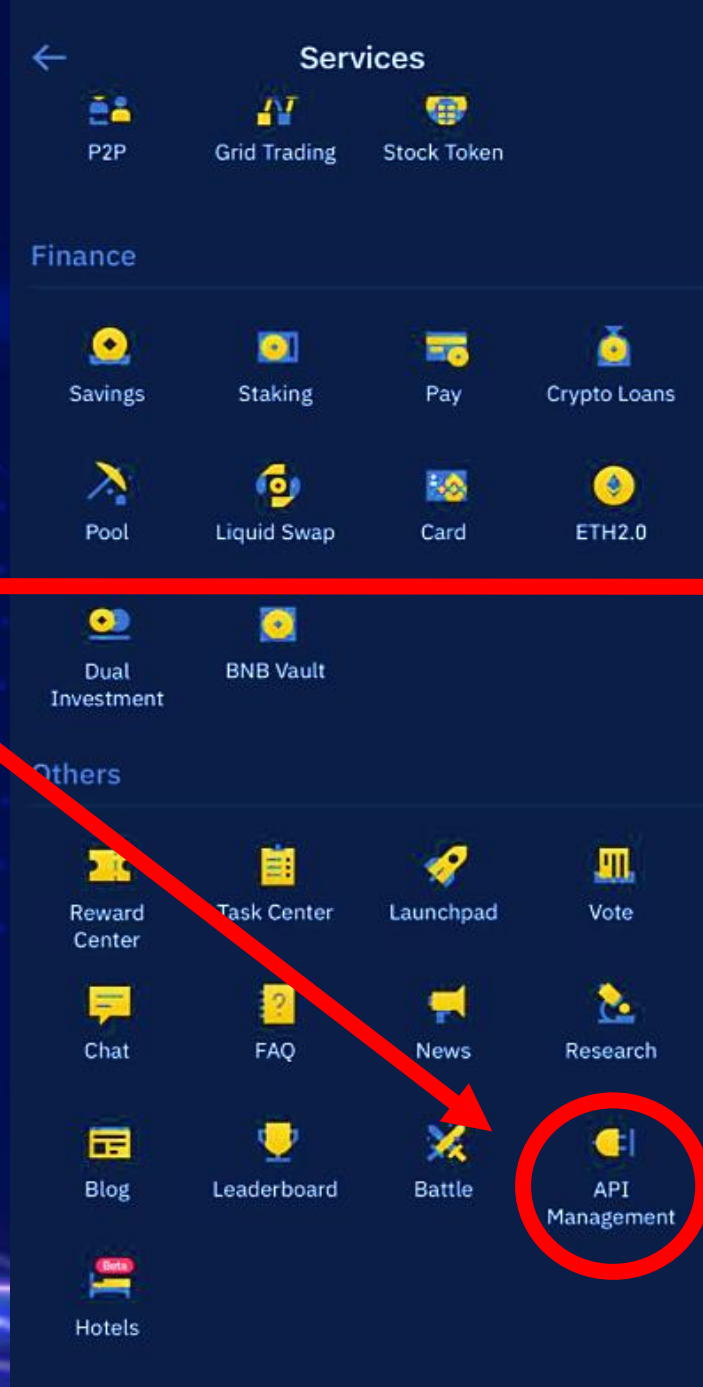 Services
P2P Grid Trading Stock Token
Finance
Savings Staking Pay Crypto Loans
Pool Liquid Swap Card ETH2.0
Dual BNB Vault
Investment
Others
Reward Task Center Launchpad Vote
Center
Chat FAQ News Research
Blog Leaderboard Battle API
Management
Beta
Hotels